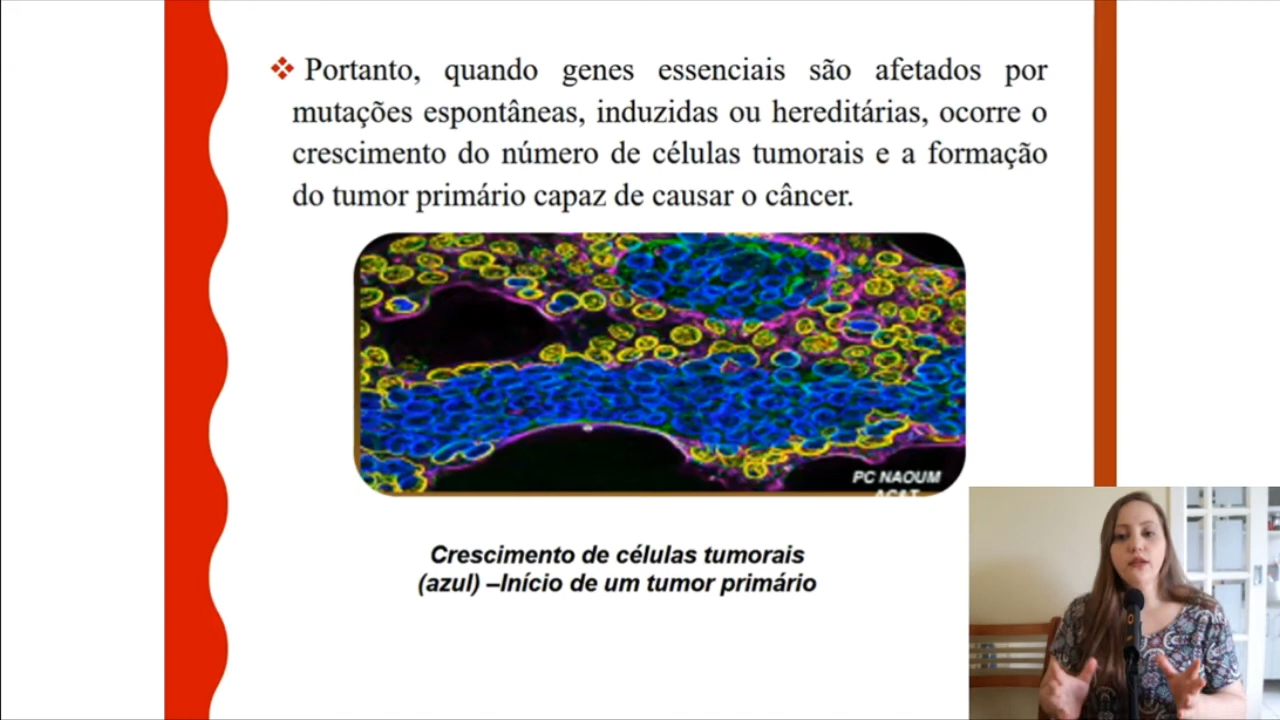 Portanto, quando genes essenciais são afetados por
mutações espontâneas, induzidas ou hereditárias, ocorre o
crescimento do número de células tumorais e a formação
do tumor primário capaz de causar o câncer.
PC NAOUM
AC&T
Crescimento de células tumorais
(azul) –Início de um tumor primário